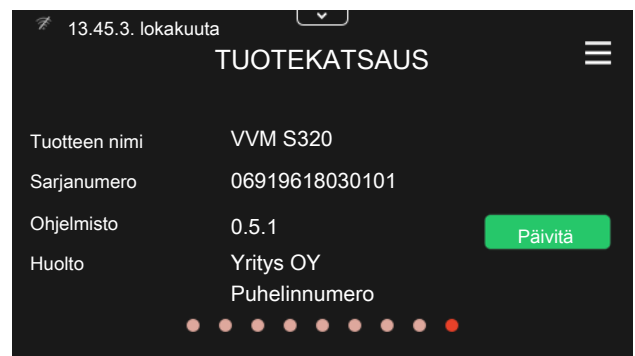 13.45.3. lokakuuta
TUOTEKATSAUS
Tuotteen nimi VVM S320
Sarjanumero 06919618030101
Ohjelmisto 0.5.1 Päivitä
Huolto Yritys OY
Puhelinnumero